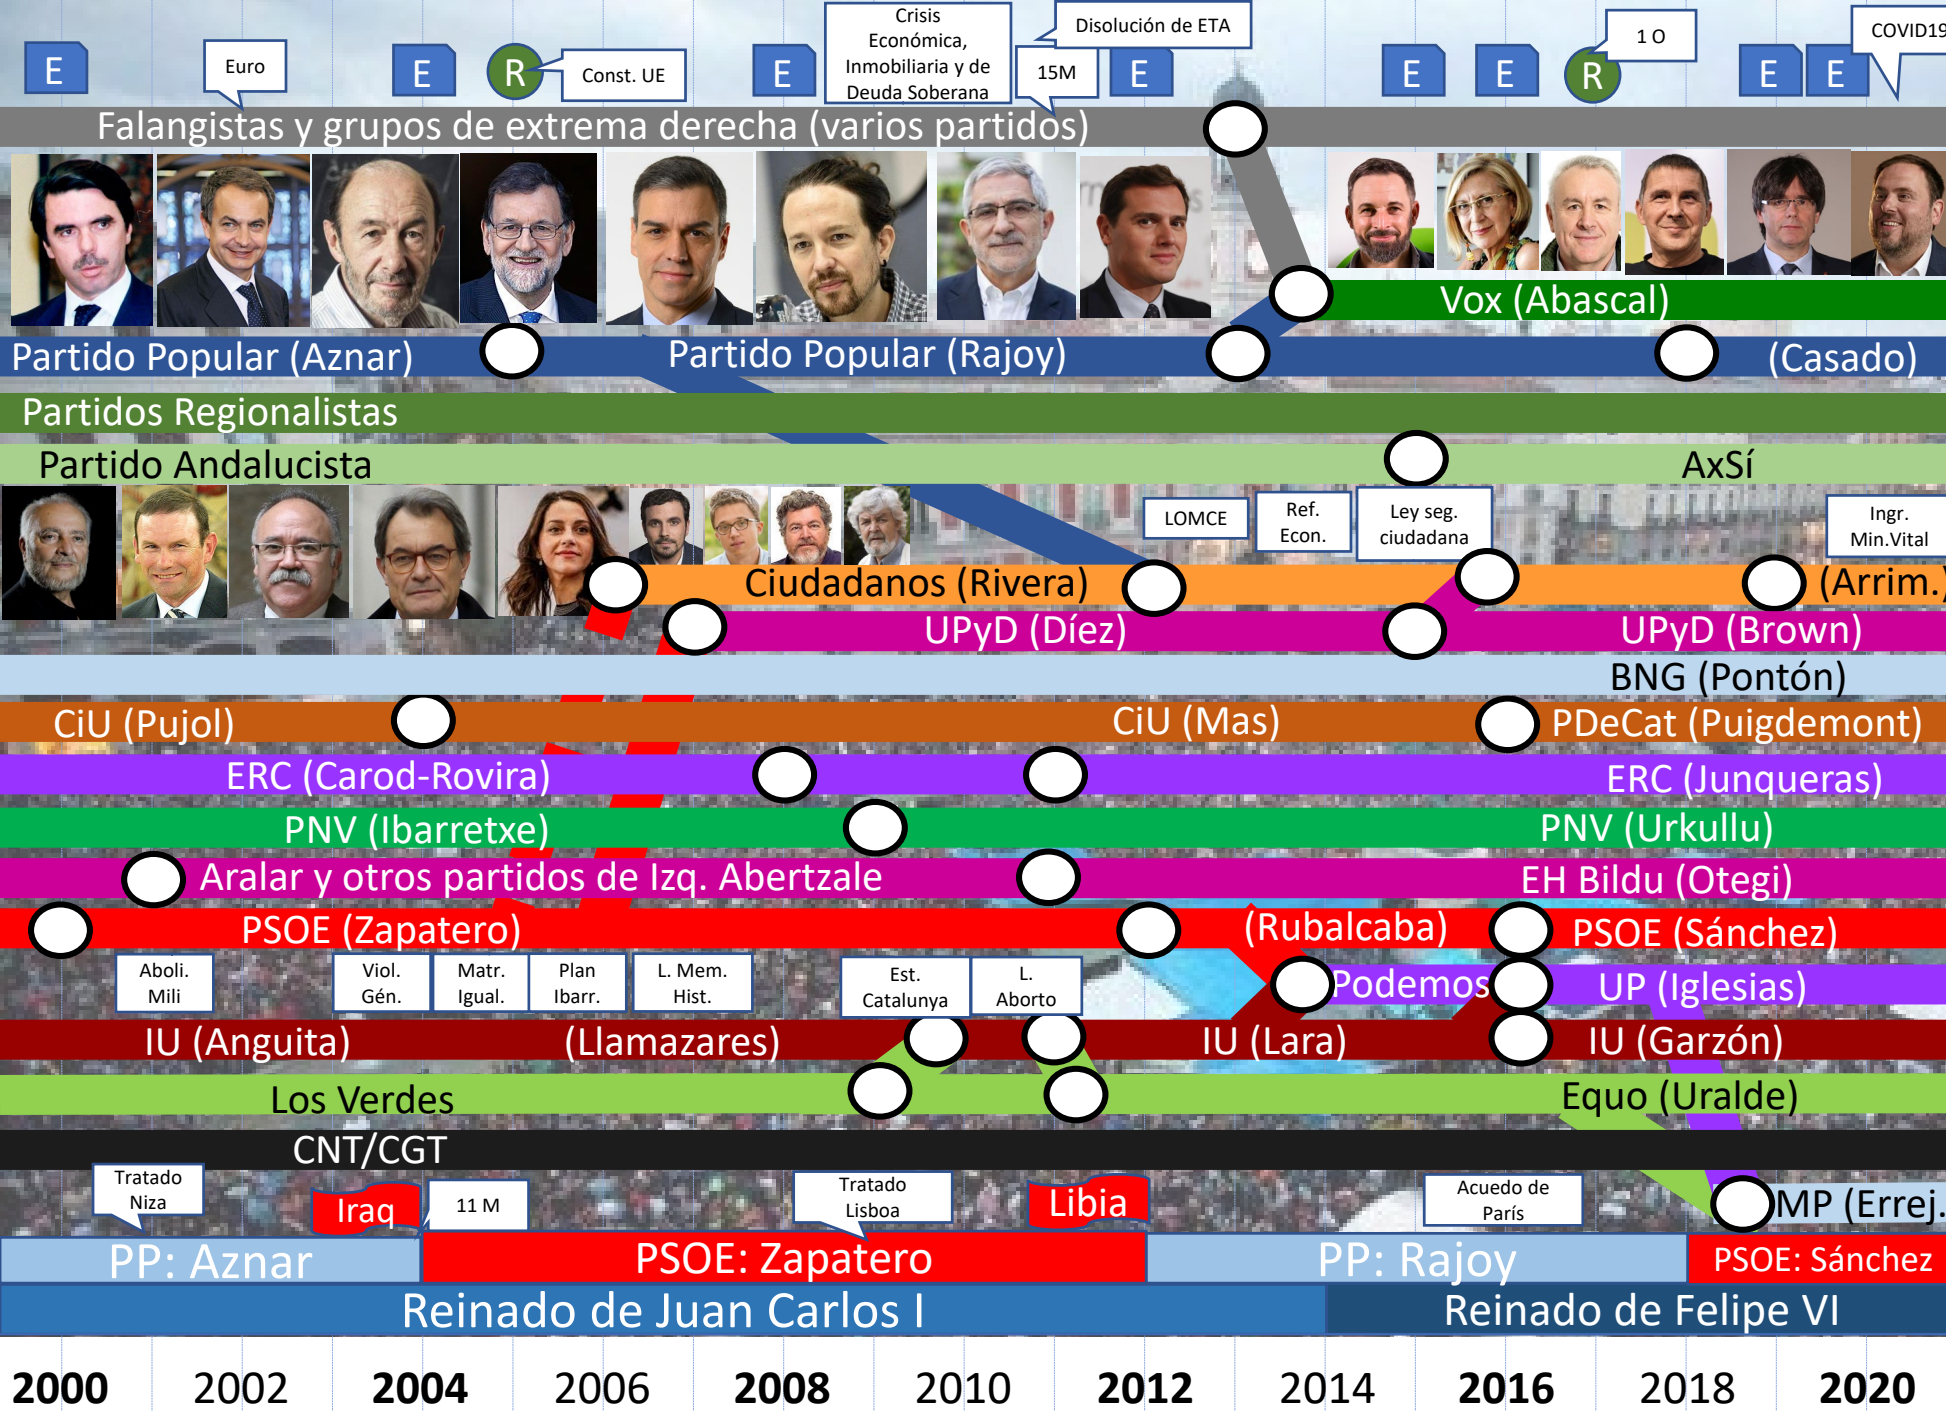 Crisis
Económica,
Inmobiliaria y de
Deuda Soberana
Disolución de ETA
1 O
COVID19
E
Euro
E
R
Const. UE
E
15M
E
E
E
R
E
E
Falangistas y grupos de extrema derecha (varios partidos)
Vox (Abascal)
Partido Popular (Aznar)
Partido Popular (Rajoy)
(Casado)
Partidos Regionalistas
Partido Andalucista
AxSí
LOMCE
Ref.
Econ.
Ley seg.
ciudadana
Ingr.
Min.Vital
Ciudadanos (Rivera)
(Arrim.)
UPyD (Díez)
UPyD (Brown)
BNG (Pontón)
CiU (Pujol)
CiU (Mas)
PDeCat (Puigdemont)
ERC (Carod-Rovira)
ERC (Junqueras)
PNV (Ibarretxe)
PNV (Urkullu)
Aralar y otros partidos de Izq. Abertzale
EH Bildu (Otegi)
PSOE (Zapatero)
(Rubalcaba)
PSOE (Sánchez)
Aboli.
Mili
Viol.
Gén.
Matr.
Igual.
Plan
Ibarr.
L. Mem.
Hist.
Est.
Catalunya
L.
Aborto
Podemos
UP (Iglesias)
IU (Anguita)
(Llamazares)
IU (Lara)
IU (Garzón)
Los Verdes
Equo (Uralde)
CNT/CGT
Tratado
Niza
Iraq
11 M
Tratado
Lisboa
Libia
Acuedo de
París
MP (Errej.
PP: Aznar
PSOE: Zapatero
PP: Rajoy
PSOE: Sánchez
Reinado de Juan Carlos I
Reinado de Felipe VI
2000 2002 2004 2006 2008 2010 2012 2014 2016 2018 2020